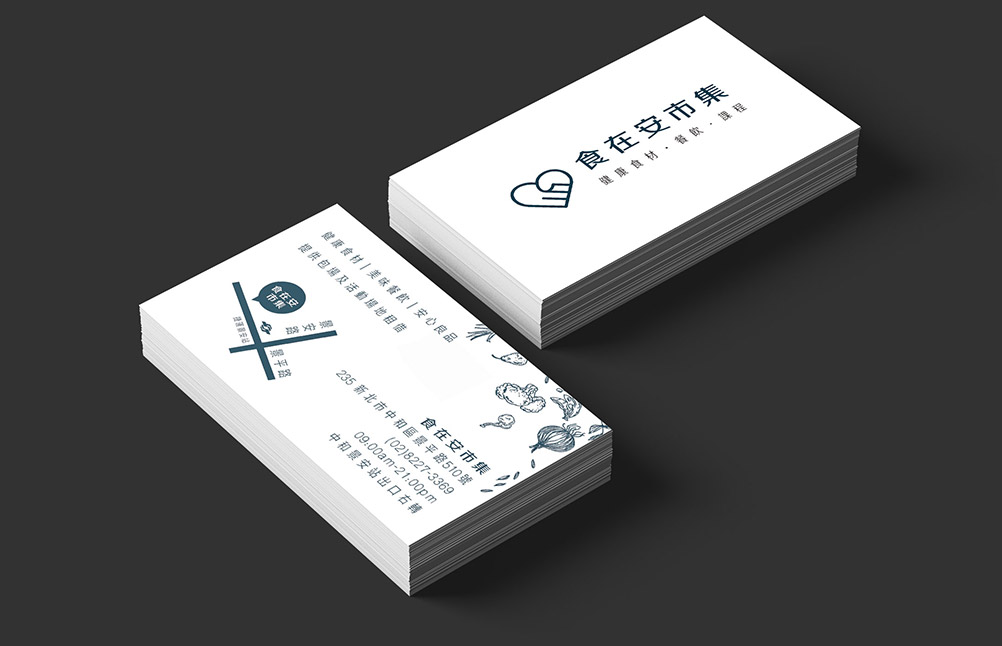 食在安市集
健康食材・餐飲・課程
健康食材|美味餐飲|安心良品
提供包場及活動場地租借
食在安
市集
景安路
景平路
捷運景安站
食在安市集
235 新北市中和區景平路510號
(02)8227-3369
09.00am-21.00pm
中和景安站出口右轉